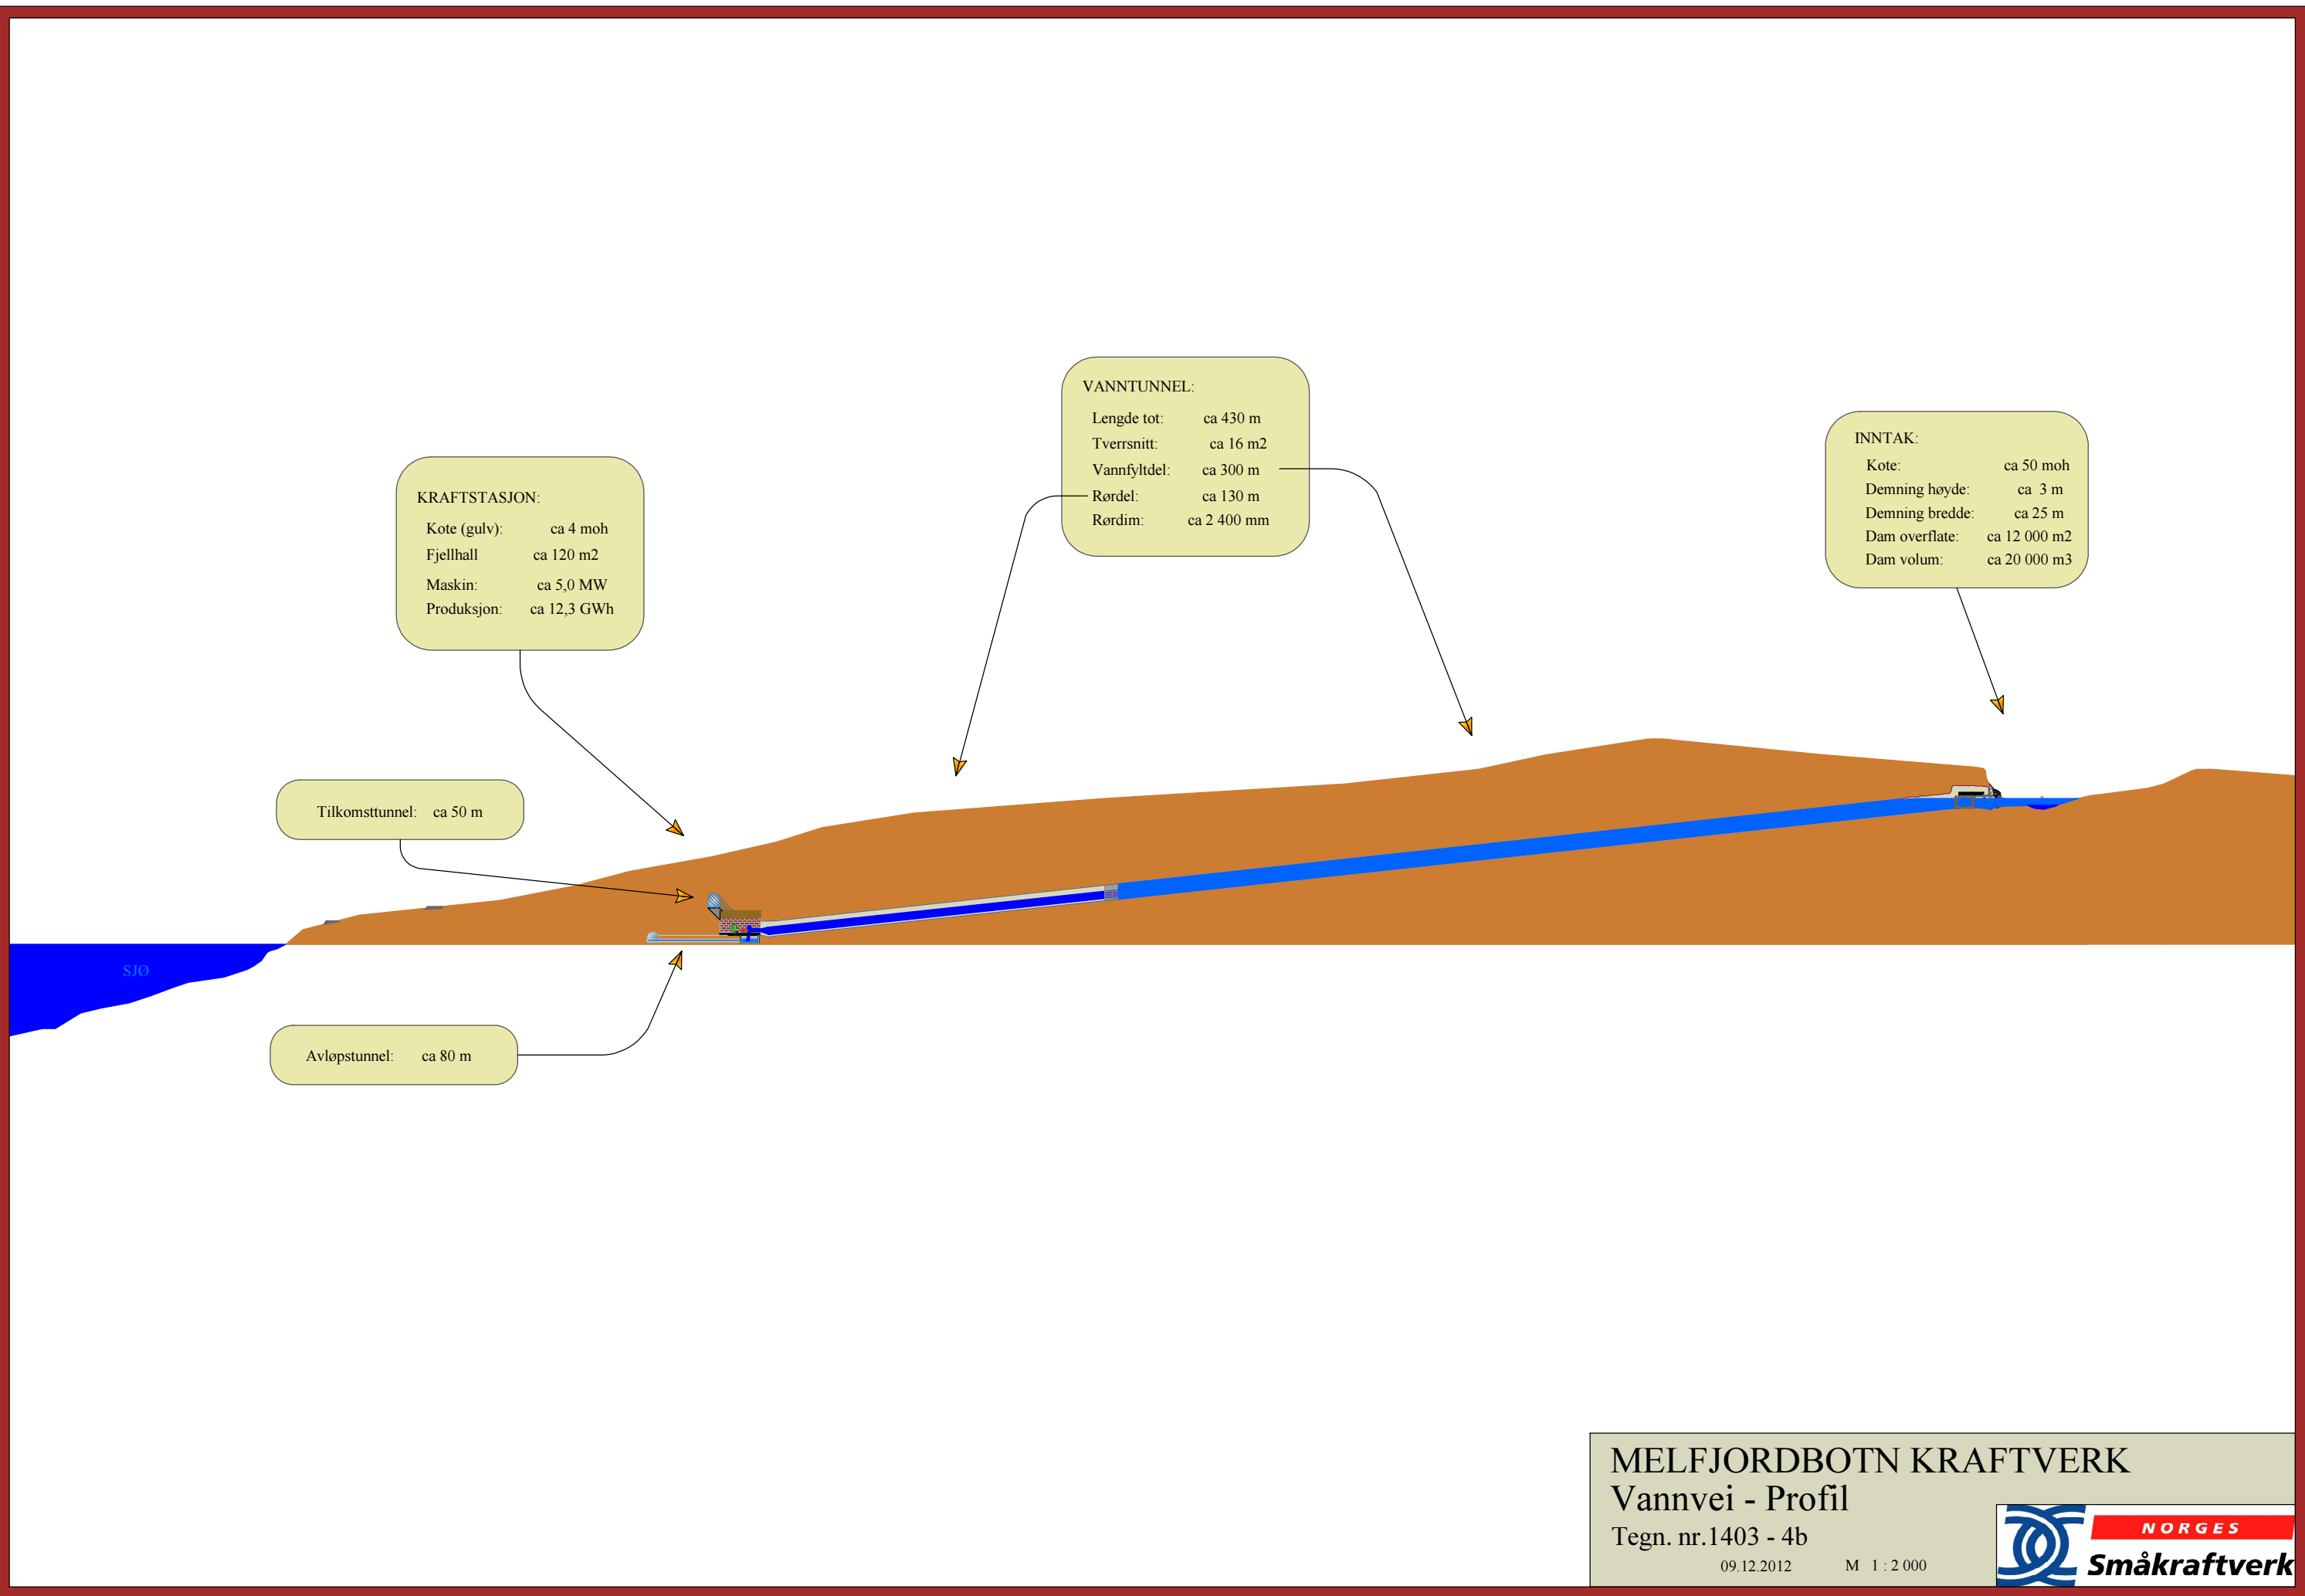 VANNTUNNEL:
Lengde tot: ca 430 m
Tverrsnitt: ca 16 m2
Vannfyltdel: ca 300 m
Rørdel: ca 130 m
Rørdim: ca 2 400 mm
INNTAK:
Kote: ca 50 moh
Demning høyde: ca 3 m
Demning bredde: ca 25 m
Dam overflate: ca 12 000 m2
Dam volum: ca 20 000 m3
KRAFTSTASJON:
Kote (gulv): ca 4 moh
Fjellhall ca 120 m2
Maskin: ca 5,0 MW
Produksjon: ca 12,3 GWh
Tilkomsttunnel: ca 50 m
SJØ
Avløpstunnel: ca 80 m
MELFJORDBOTN KRAFTVERK
Vannvei - Profil
Tegn. nr.1403 - 4b
09.12.2012 M 1 : 2 000
NORGES
Småkraftverk